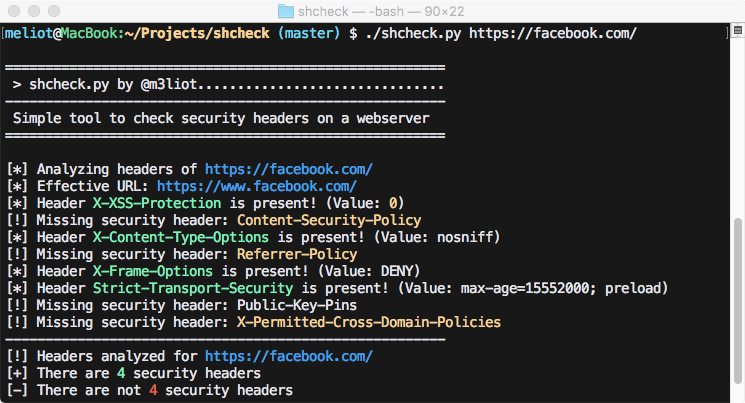 shcheck — -bash — 90×22
[meliot@MacBook:~/Projects/shcheck (master) $ ./shcheck.py https://facebook.com/ ]
======================================================
> shcheck.py by @m3liot...............................
------------------------------------------------------
Simple tool to check security headers on a webserver
======================================================
[*] Analyzing headers of https://facebook.com/
[*] Effective URL: https://www.facebook.com/
[*] Header X-XSS-Protection is present! (Value: 0)
[!] Missing security header: Content-Security-Policy
[*] Header X-Content-Type-Options is present! (Value: nosniff)
[!] Missing security header: Referrer-Policy
[*] Header X-Frame-Options is present! (Value: DENY)
[*] Header Strict-Transport-Security is present! (Value: max-age=15552000; preload)
[!] Missing security header: Public-Key-Pins
[!] Missing security header: X-Permitted-Cross-Domain-Policies
------------------------------------------------------
[!] Headers analyzed for https://facebook.com/
[+] There are 4 security headers
[-] There are not 4 security headers